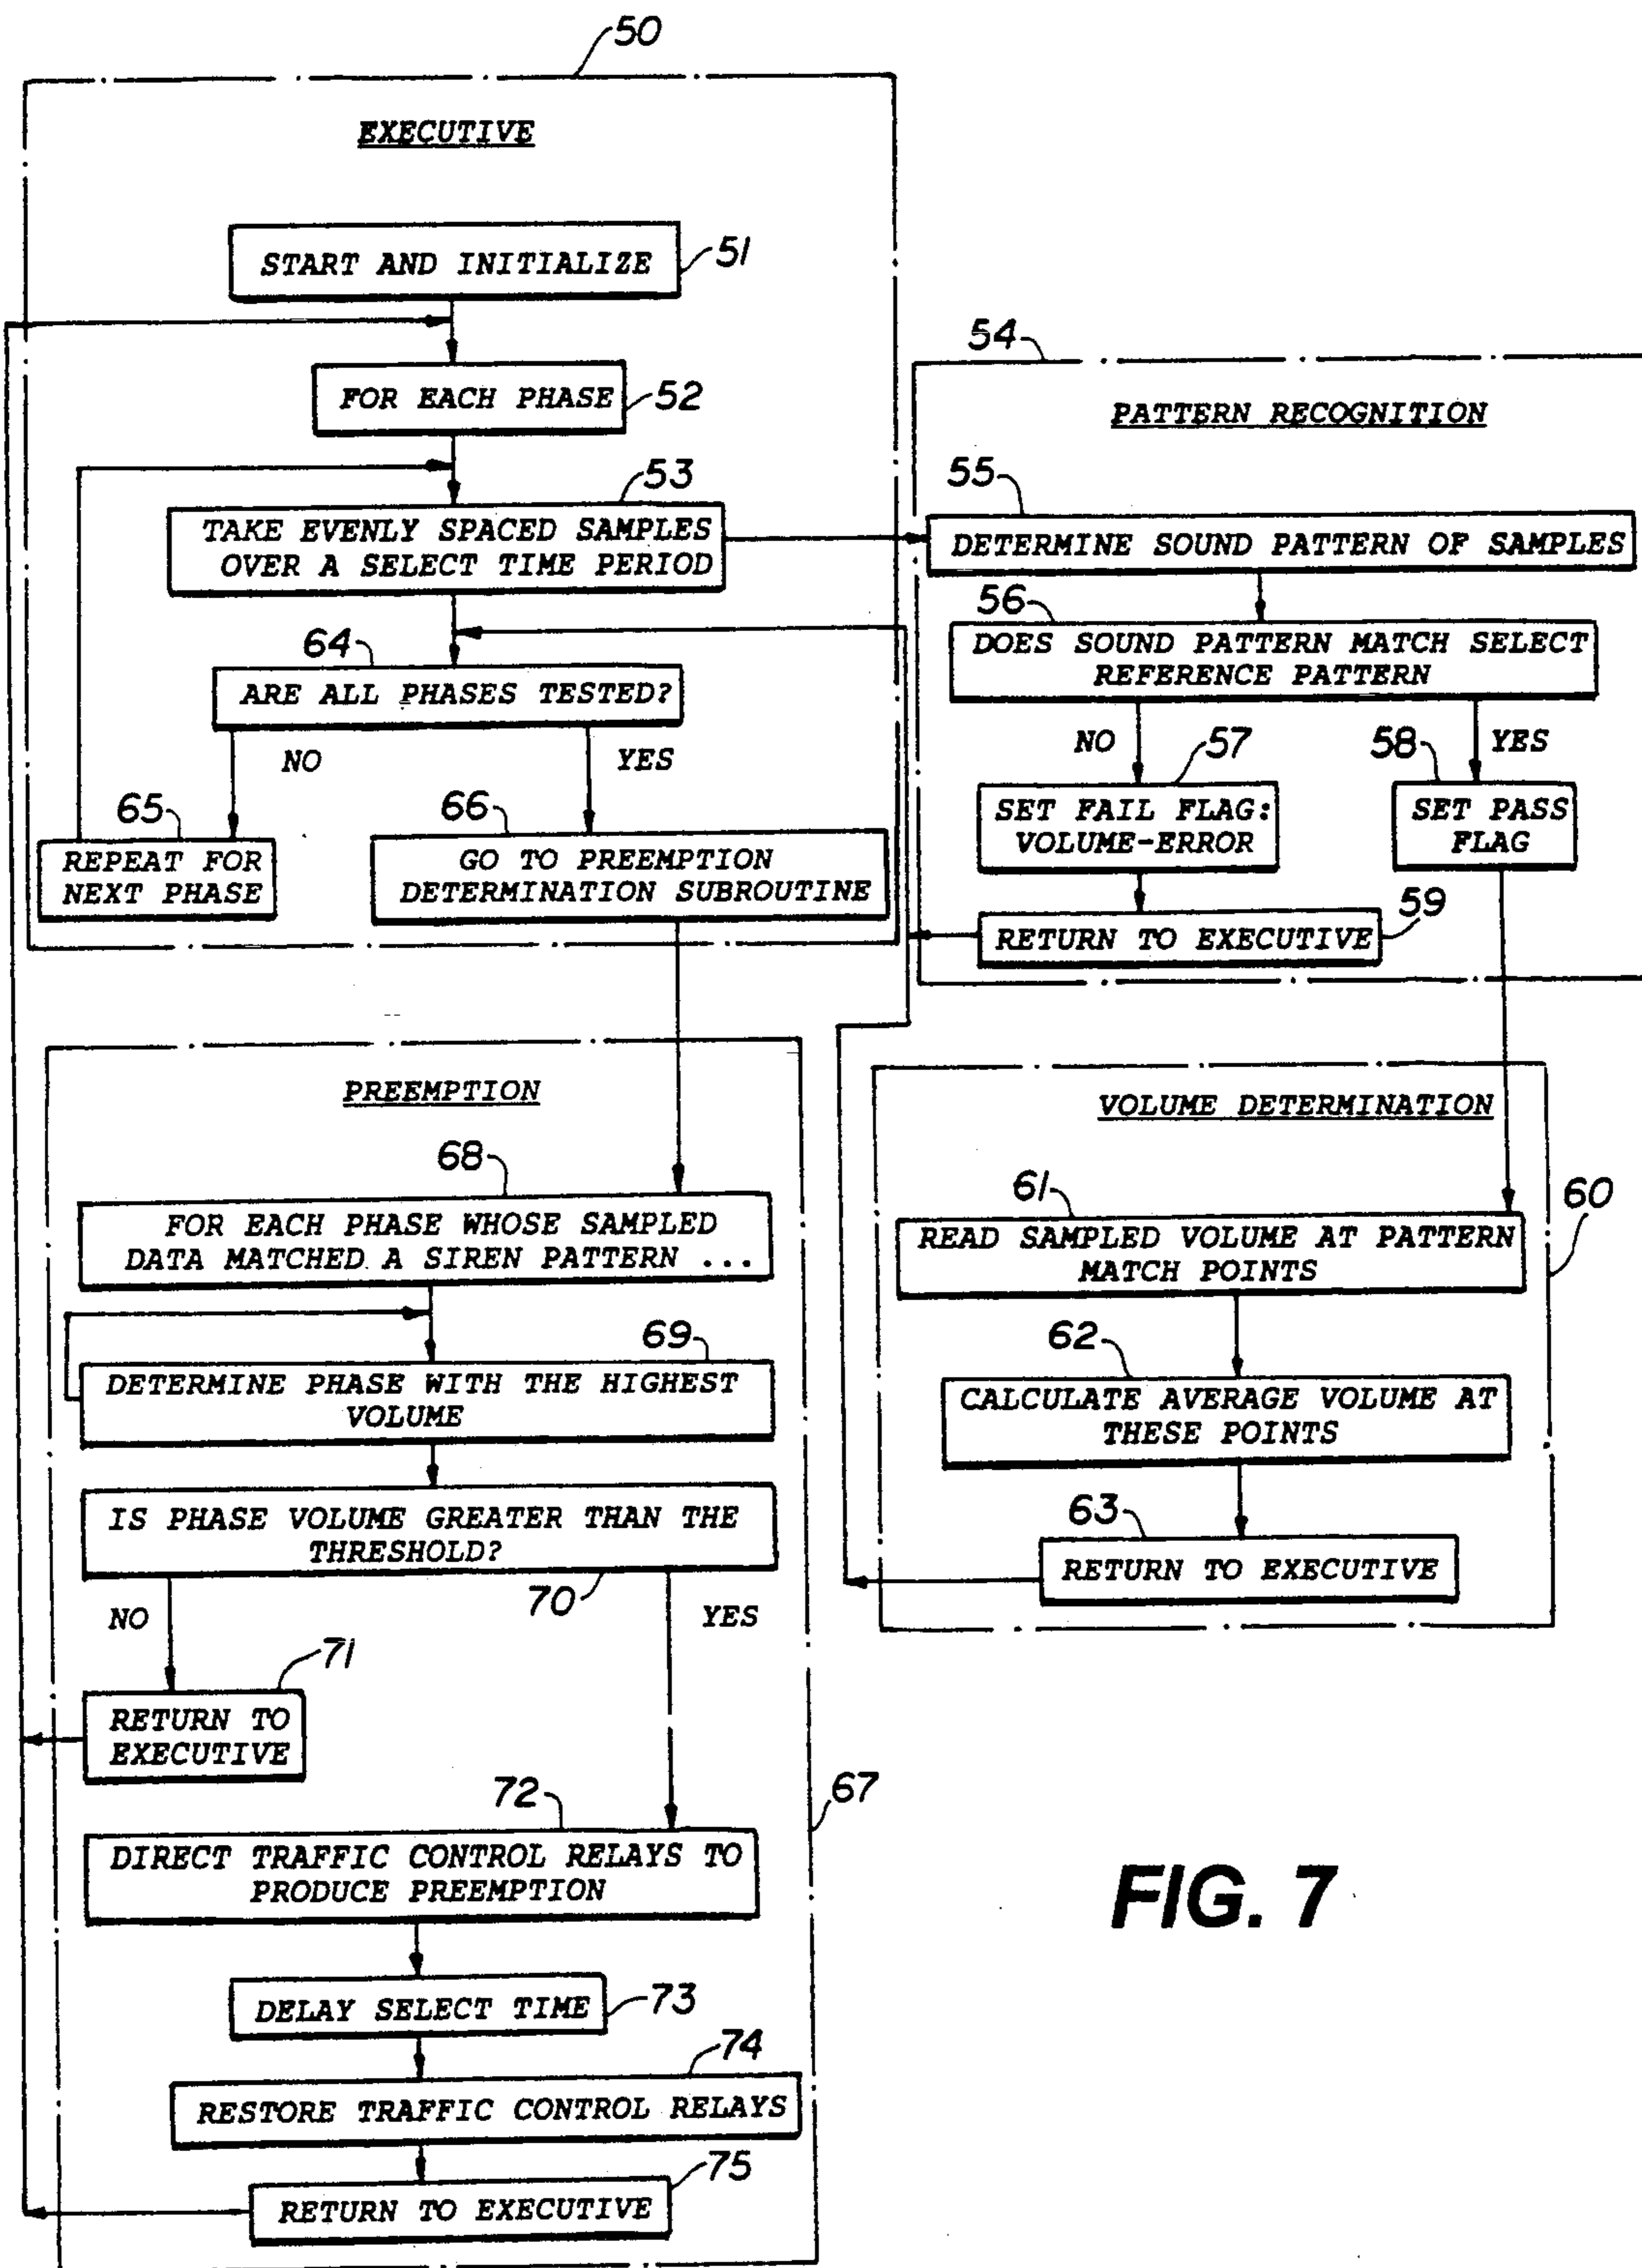 50
EXECUTIVE
START AND INITIALIZE
51
FOR EACH PHASE
52
53
TAKE EVENLY SPACED SAMPLES
OVER A SELECT TIME PERIOD
64
ARE ALL PHASES TESTED?
NO
YES
65
REPEAT FOR
NEXT PHASE
66
GO TO PREEMPTION
DETERMINATION SUBROUTINE
54
PATTERN RECOGNITION
55
DETERMINE SOUND PATTERN OF SAMPLES
56
DOES SOUND PATTERN MATCH SELECT
REFERENCE PATTERN
NO
57
58
YES
SET FAIL FLAG:
VOLUME-ERROR
SET PASS
FLAG
59
RETURN TO EXECUTIVE
PREEMPTION
68
FOR EACH PHASE WHOSE SAMPLED
DATA MATCHED A SIREN PATTERN ...
69
DETERMINE PHASE WITH THE HIGHEST
VOLUME
IS PHASE VOLUME GREATER THAN THE
THRESHOLD?
70
NO
YES
71
RETURN TO
EXECUTIVE
67
72
DIRECT TRAFFIC CONTROL RELAYS TO
PRODUCE PREEMPTION
DELAY SELECT TIME
73
74
RESTORE TRAFFIC CONTROL RELAYS
75
RETURN TO EXECUTIVE
VOLUME DETERMINATION
60
61
READ SAMPLED VOLUME AT PATTERN
MATCH POINTS
62
CALCULATE AVERAGE VOLUME AT
THESE POINTS
63
RETURN TO EXECUTIVE
FIG. 7